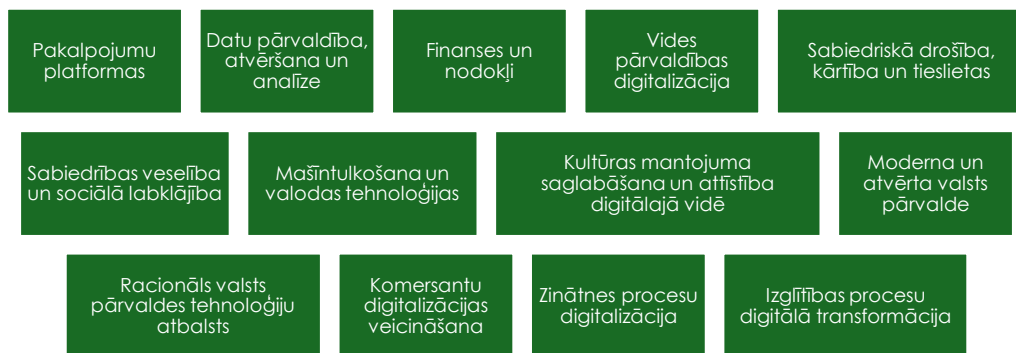 Pakalpojumu
platformas
Datu pārvaldība,
atvēršana un
analīze
Finanses un
nodokļi
Vides
pārvaldības
digitalizācija
Sabiedriskā drošība,
kārtība un tieslietas
Sabiedrības veselība
un sociālā labklājība
Mašīntulkošana un
valodas tehnoloģijas
Kultūras mantojuma
saglabāšana un attīstība
digitālajā vidē
Moderna un
atvērta valsts
pārvalde
Racionāls valsts
pārvaldes tehnoloģiju
atbalsts
Komersantu
digitalizācijas
veicināšana
Zinātnes procesu
digitalizācija
Izglītības procesu
digitālā transformācija